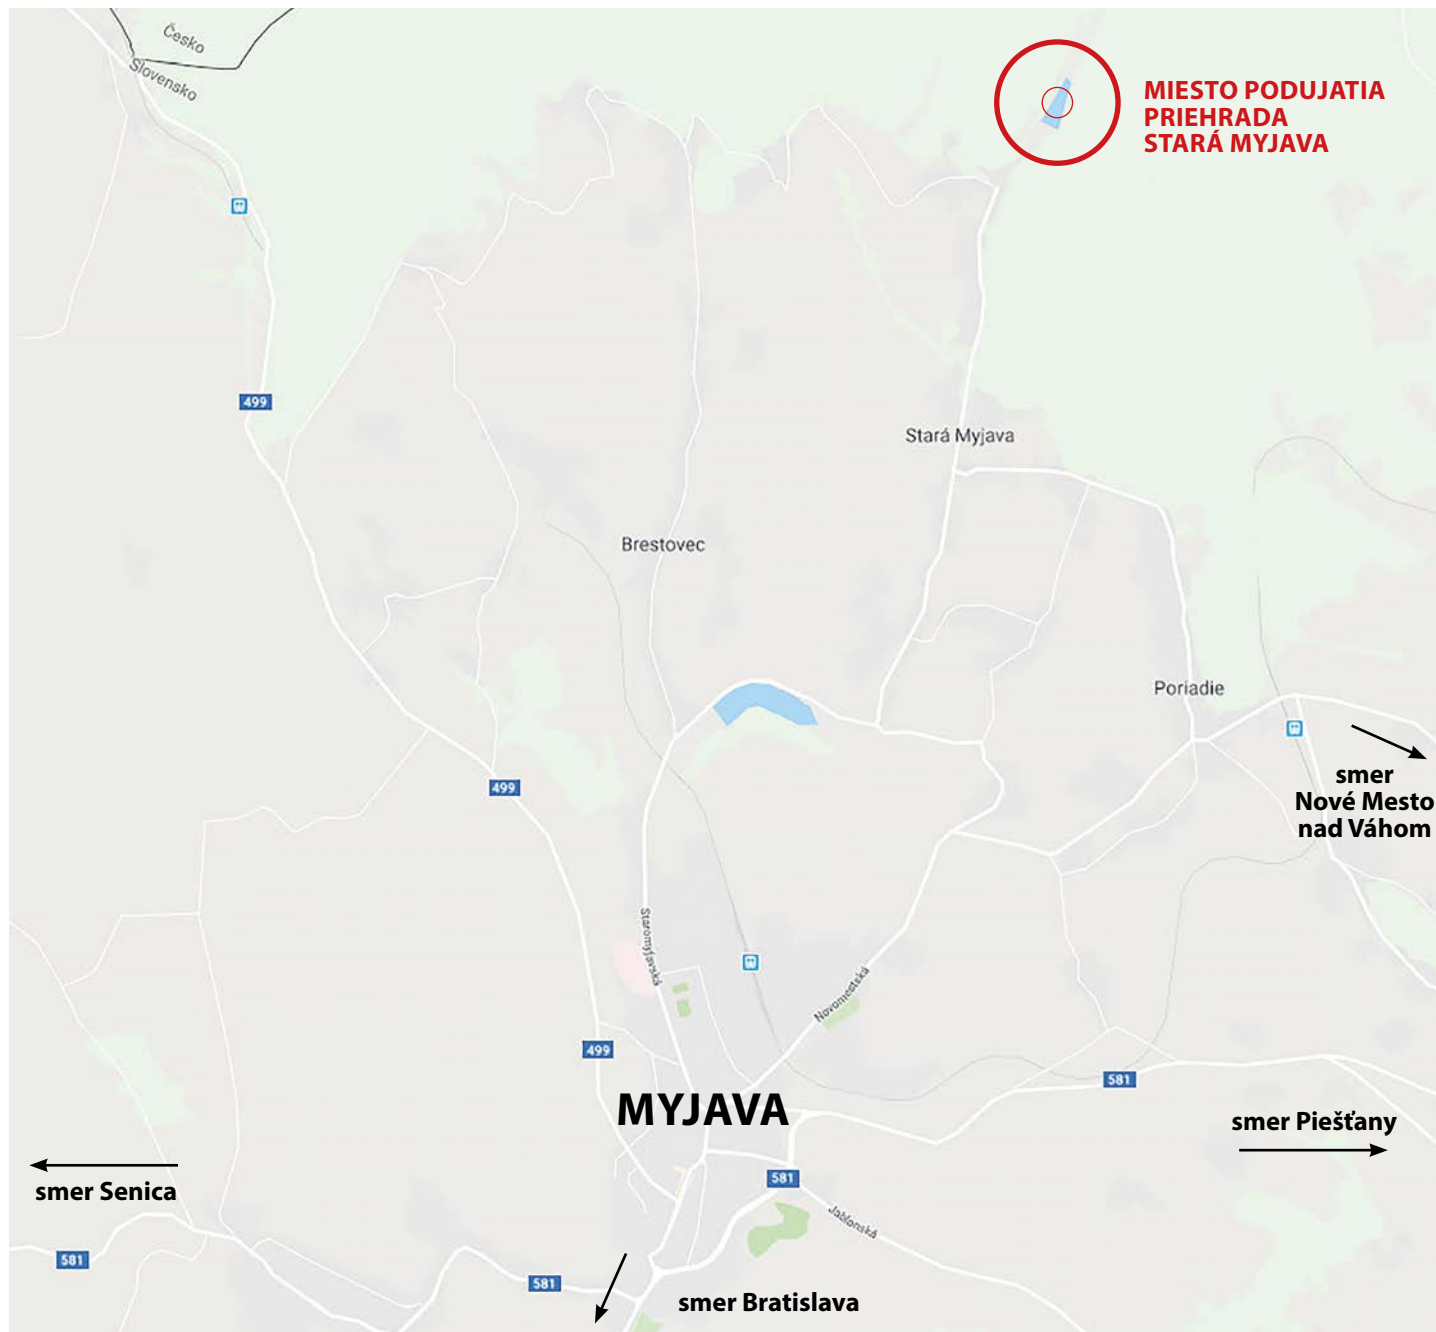 Česko
Slovensko
MIESTO PODUJATIA
PRIEHRADA
STARÁ MYJAVA
499
Stará Myjava
Brestovec
Poriadie
smer
Nové Mesto
nad Váhom
499
Staromyjavská
Novomestská
499
581
MYJAVA
smer Piešťany
smer Senica
581
Jablonská
581
581
smer Bratislava